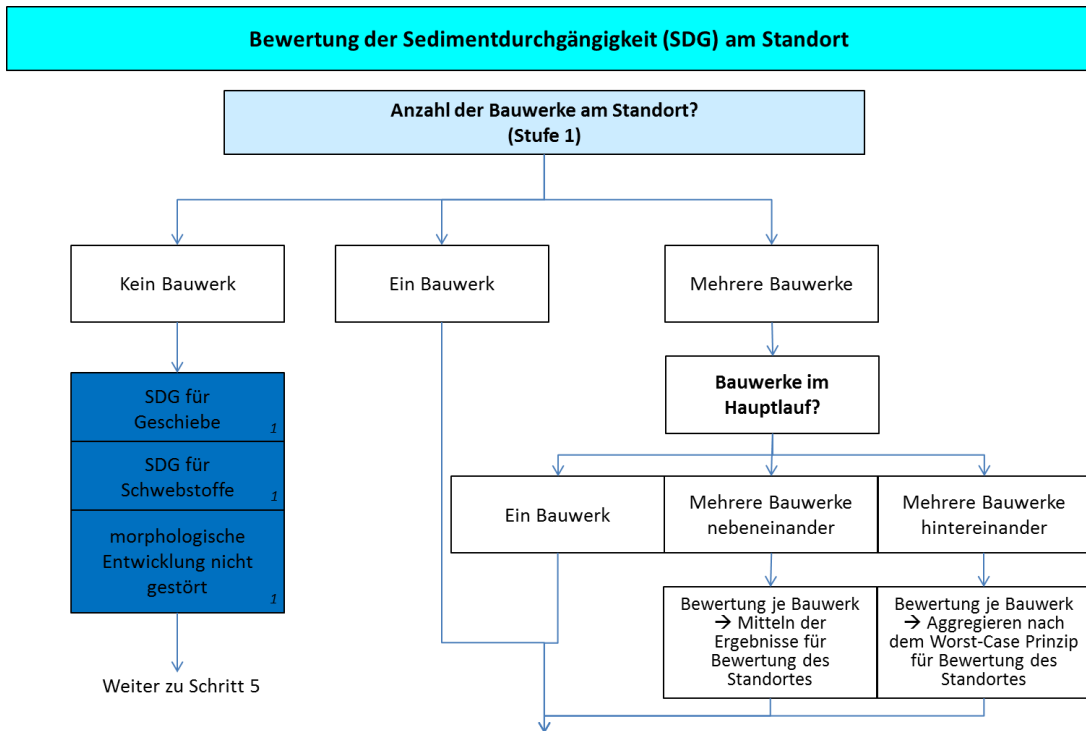 Bewertung der Sedimentdurchgängigkeit (SDG) am Standort
Anzahl der Bauwerke am Standort?
(Stufe 1)
Kein Bauwerk
Ein Bauwerk
Mehrere Bauwerke
SDG für
Geschiebe
1
SDG für
Schwebstoffe
1
morphologische
Entwicklung nicht
gestört
1
Weiter zu Schritt 5
Bauwerke im
Hauptlauf?
Ein Bauwerk
Mehrere Bauwerke
nebeneinander
Mehrere Bauwerke
hintereinander
Bewertung je Bauwerk
→ Mitteln der
Ergebnisse für
Bewertung des
Standortes
Bewertung je Bauwerk
→ Aggregieren nach
dem Worst-Case Prinzip
für Bewertung des
Standortes